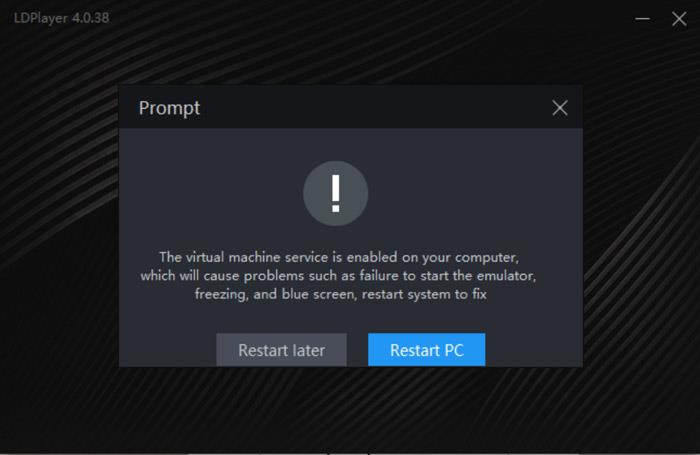 LDPlayer 4.0.38
Prompt
The virtual machine service is enabled on your computer,
which will cause problems such as failure to start the emulator,
freezing, and blue screen, restart system to fix
Restart later
Restart PC